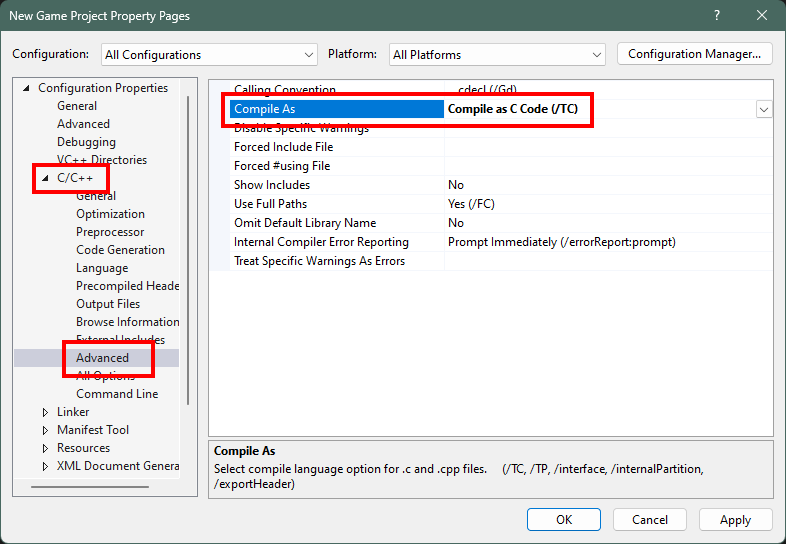 New Game Project Property Pages
Configuration: All Configurations Platform: All Platforms Configuration Manager...
Configuration Properties
General
Advanced
Debugging
VC++ Directories
C/C++
General
Optimization
Preprocessor
Code Generation
Language
Precompiled Heade
Output Files
Browse Information
External Includes
Advanced
All Options
Command Line
Linker
Manifest Tool
Resources
XML Document Genera
Calling Convention __cdecl (/Gd)
Compile As Compile as C Code (/TC)
Disable Specific Warnings
Forced Include File
Forced #using File
Show Includes No
Use Full Paths Yes (/FC)
Omit Default Library Name No
Internal Compiler Error Reporting Prompt Immediately (/errorReport:prompt)
Treat Specific Warnings As Errors
Compile As
Select compile language option for .c and .cpp files. (/TC, /TP, /interface, /internalPartition,
/exportHeader)
OK Cancel Apply